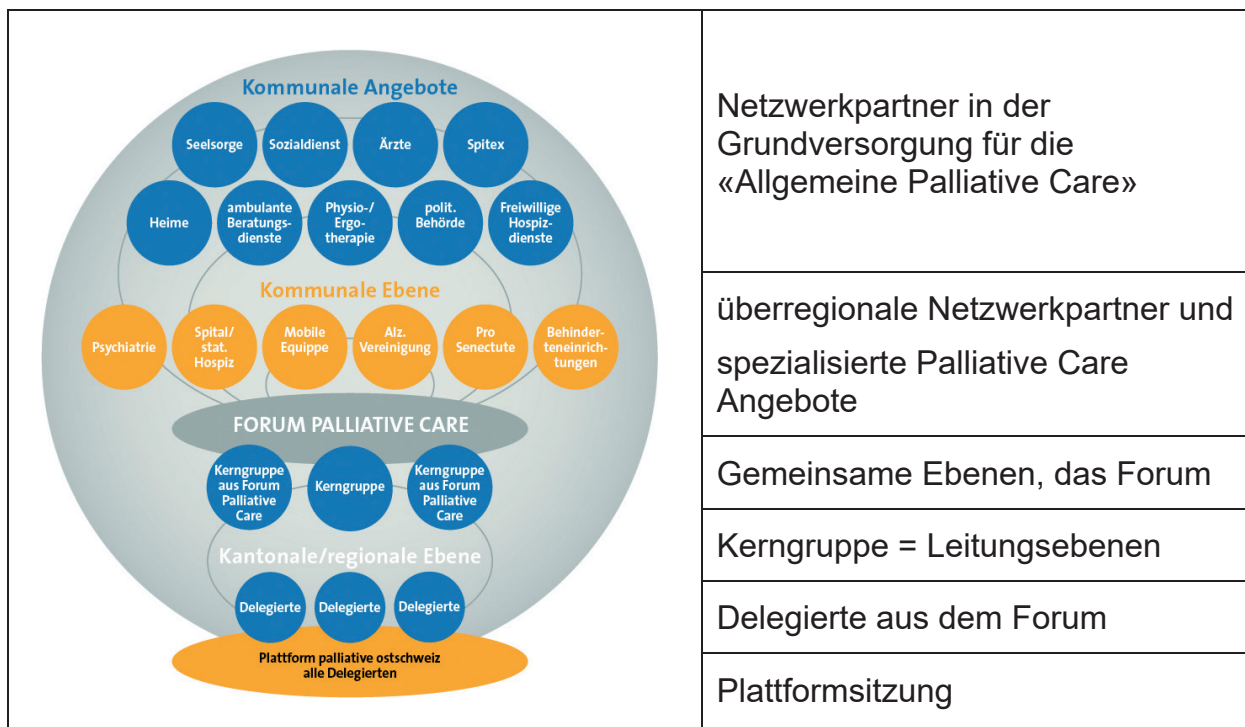 Kommunale Angebote
Seelsorge
Sozialdienst
Ärzte
Spitex
Heime
ambulante
Beratungs-
dienste
Physio-/
Ergo-
therapie
polit.
Behörde
Freiwillige
Hospiz-
dienste
Kommunale Ebene
Psychiatrie
Spital/
stat.
Hospiz
Mobile
Equippe
Alz.
Vereinigung
Pro
Senectute
Behinder-
teneinrich-
tungen
FORUM PALLIATIVE CARE
Kerngruppe
aus Forum
Palliative
Care
Kerngruppe
Kerngruppe
aus Forum
Palliative
Care
Kantonale/regionale Ebene
Delegierte
Delegierte
Delegierte
Plattform palliative ostschweiz
alle Delegierten
Netzwerkpartner in der
Grundversorgung für die
«Allgemeine Palliative Care»
überregionale Netzwerkpartner und
spezialisierte Palliative Care
Angebote
Gemeinsame Ebenen, das Forum
Kerngruppe = Leitungsebenen
Delegierte aus dem Forum
Plattformsitzung